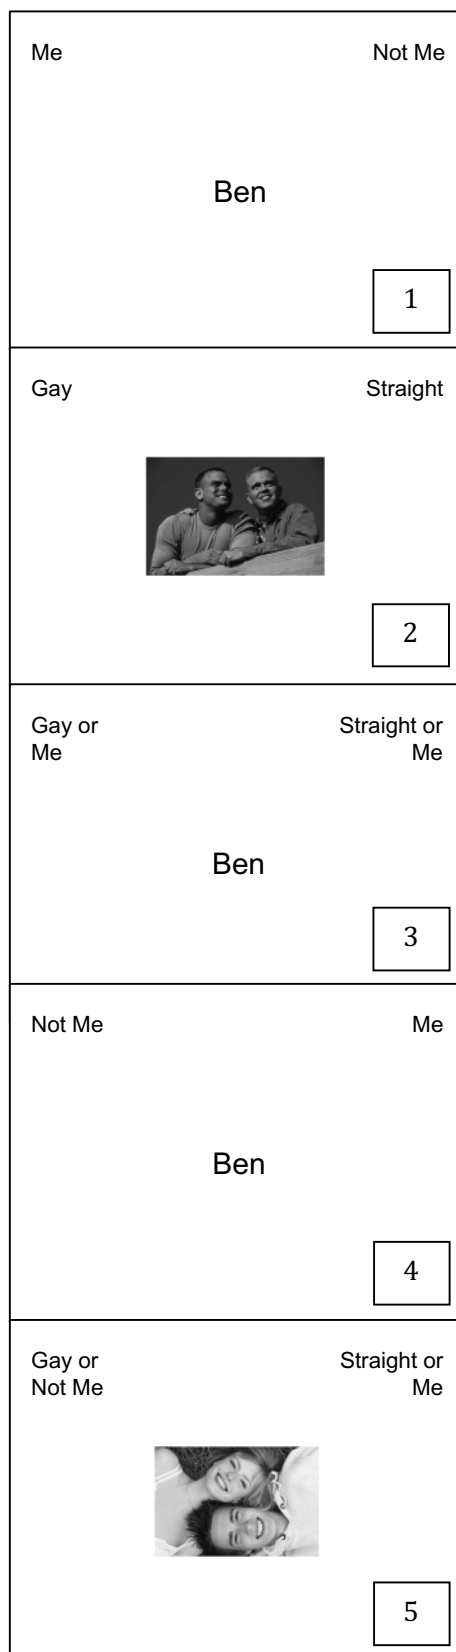 Me
Not Me
Ben
1
Gay
Straight
2
Gay or
Me
Straight or
Me
Ben
3
Not Me
Me
Ben
4
Gay or
Not Me
Straight or
Me
5